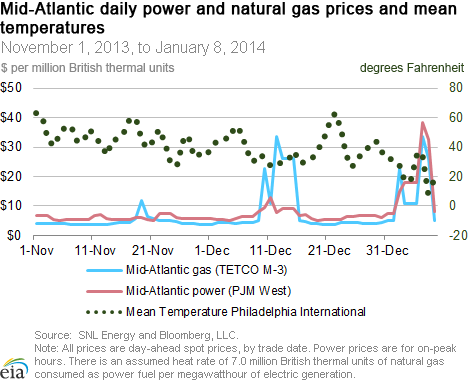 Mid-Atlantic daily power and natural gas prices and mean
temperatures
November 1, 2013, to January 8, 2014
$ per million British thermal units
degrees Fahrenheit
$50
$40
$30
$20
$10
$0
80
60
40
20
0
-20
1-Nov
11-Nov
21-Nov
1-Dec
11-Dec
21-Dec
31-Dec
Mid-Atlantic gas (TETCO M-3)
Mid-Atlantic power (PJM West)
Mean Temperature Philadelphia International
Source: SNL Energy and Bloomberg, LLC.
Note: All prices are day-ahead spot prices, by trade date. Power prices are for on-peak
hours. There is an assumed heat rate of 7.0 million British thermal units of natural gas
consumed as power fuel per megawatthour of electric generation.
eia